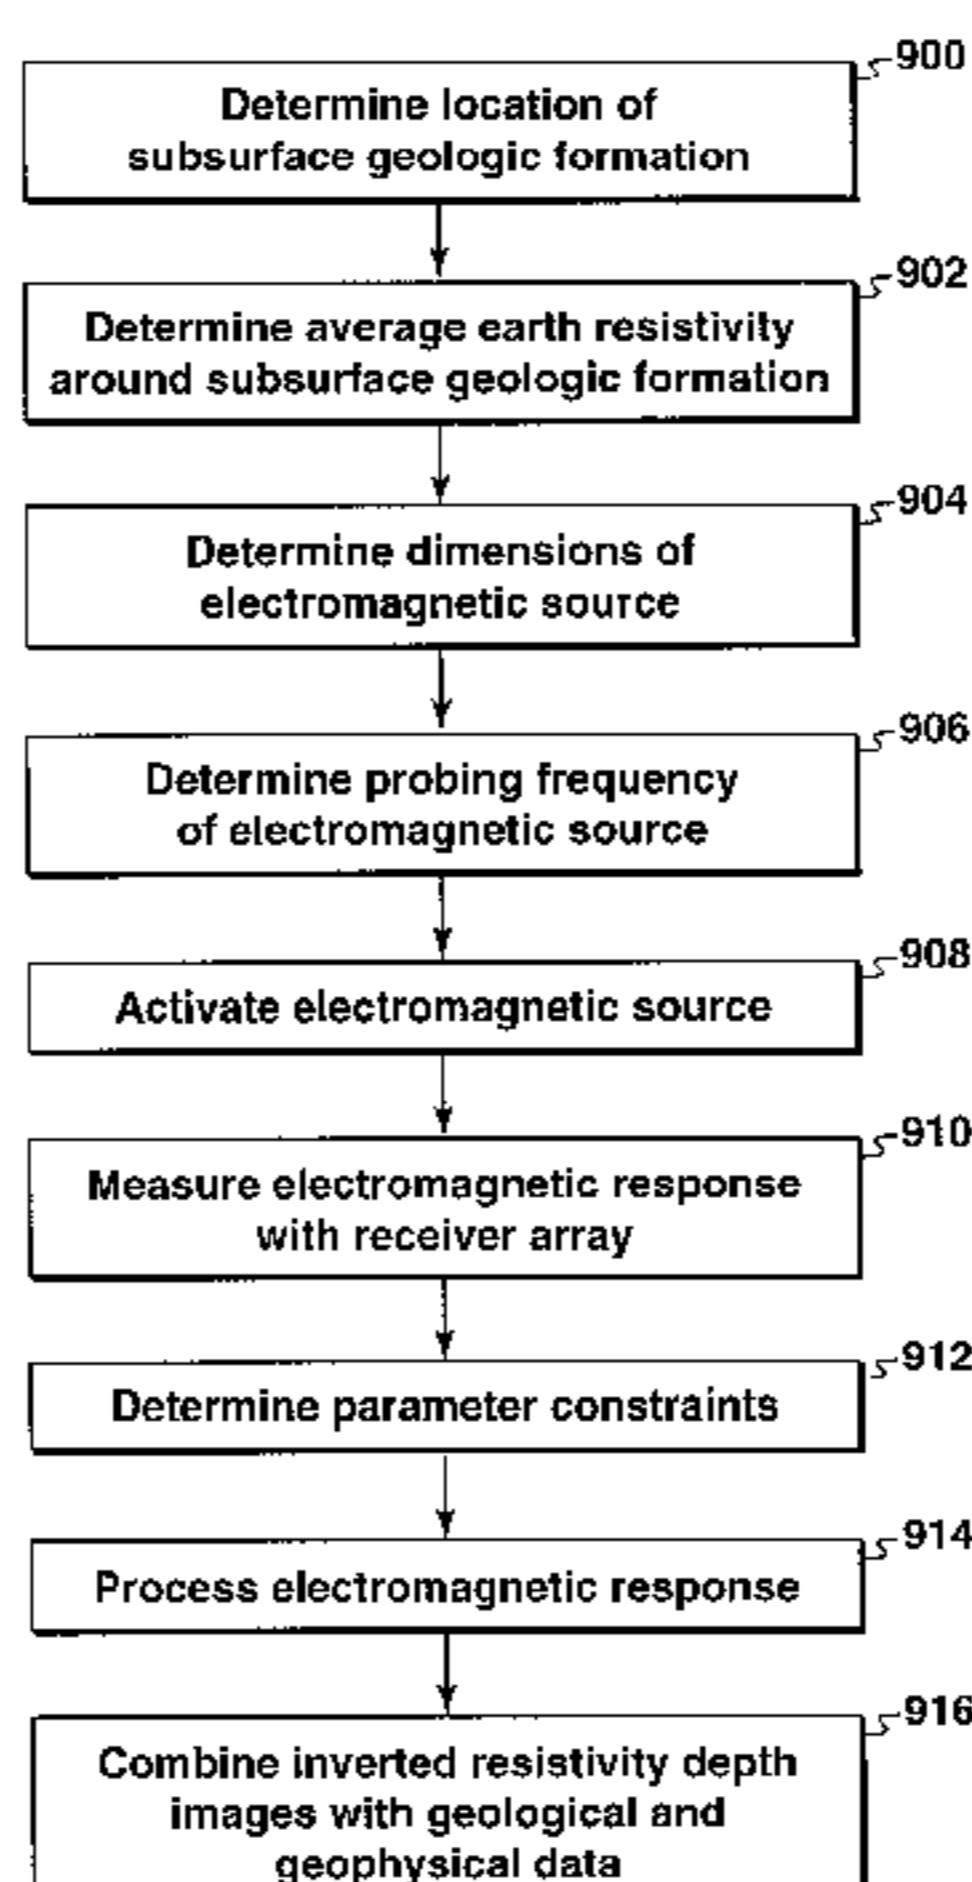 900
Determine location of
subsurface geologic formation
902
Determine average earth resistivity
around subsurface geologic formation
904
Determine dimensions of
electromagnetic source
906
Determine probing frequency
of electromagnetic source
908
Activate electromagnetic source
910
Measure electromagnetic response
with receiver array
912
Determine parameter constraints
914
Process electromagnetic response
916
Combine inverted resistivity depth
images with geological and
geophysical data